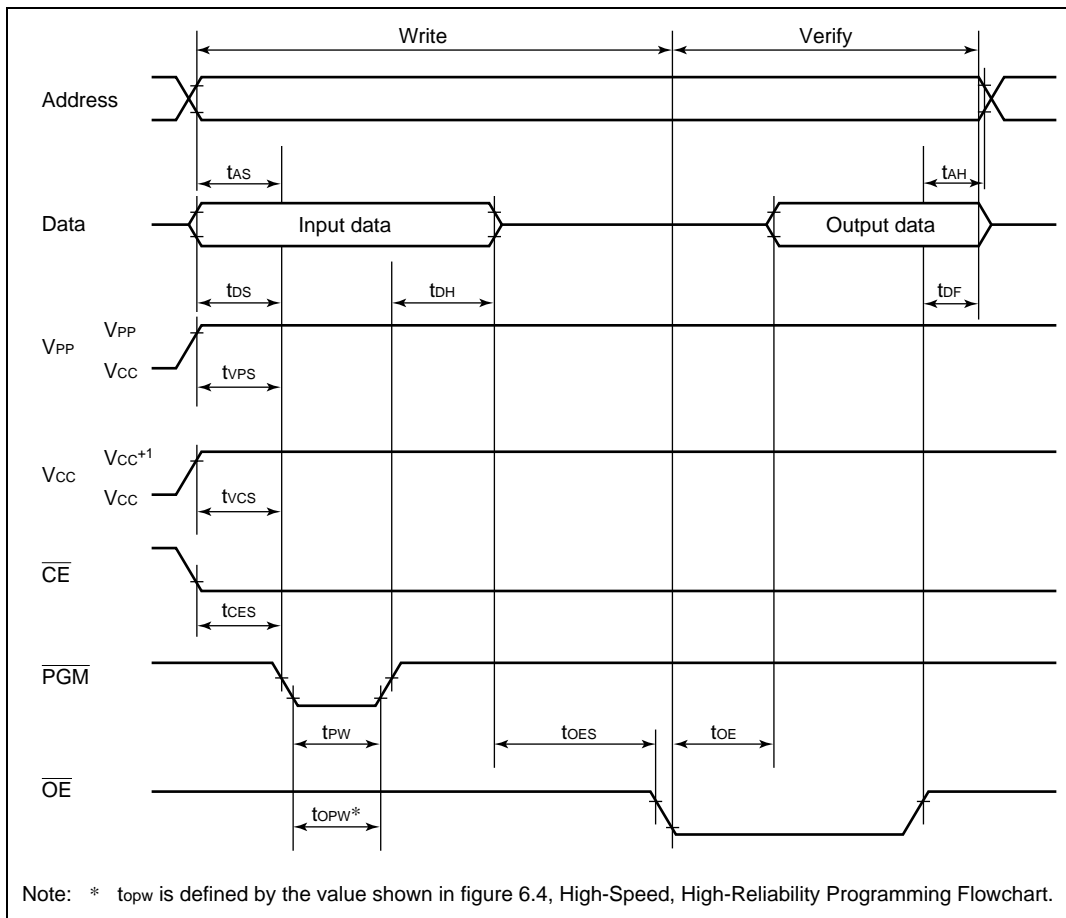 Write Verify
Address
tAS tAH
Data Input data Output data
tDS tDH tDF
VPP VPP
VCC
tVPS
VCC VCC+1
VCC
tVCS
CE
tCES
PGM
tPW tOES tOE
OE
tOPW*
Note: * topw is defined by the value shown in figure 6.4, High-Speed, High-Reliability Programming Flowchart.